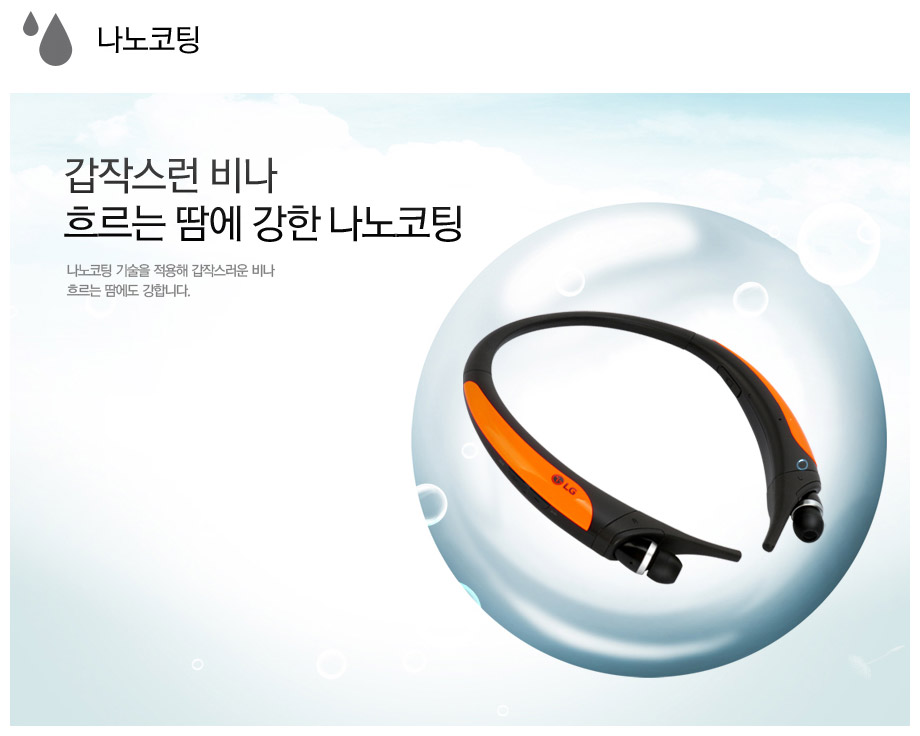 나노코팅
갑작스런 비나
흐르는 땀에 강한 나노코팅
나노코팅 기술을 적용해 갑작스러운 비나
흐르는 땀에도 강합니다.
LG